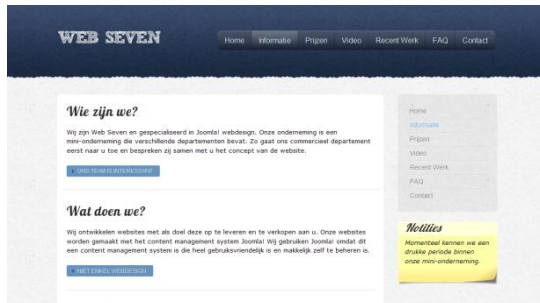 WEB SEVEN
Home Informatie Prijzen Video Recent Werk FAQ Contact
Wie zijn we?
Wij zijn Web Seven en gespecialiseerd in Joomla! webdesign. Onze onderneming is een
mini-onderneming die verschillende departementen bevat. Zo gaat ons commercieel departement
eerst naar u toe en bespreken zij samen met u het concept van de website.
ONS TEAM IS INTERESSANT
Wat doen we?
Wij ontwikkelen websites met als doel deze op te leveren en te verkopen aan u. Onze websites
worden gemaakt met het content management system Joomla! Wij gebruiken Joomla! omdat dit
een content management system is die heel gebruiksvriendelijk is en makkelijk zelf te beheren is.
NIET ENKEL WEBDESIGN
Home
Informatie
Prijzen
Video
Recent Werk
FAQ
Contact
Notities
Momenteel kennen we een
drukke periode binnen
onze mini-onderneming.